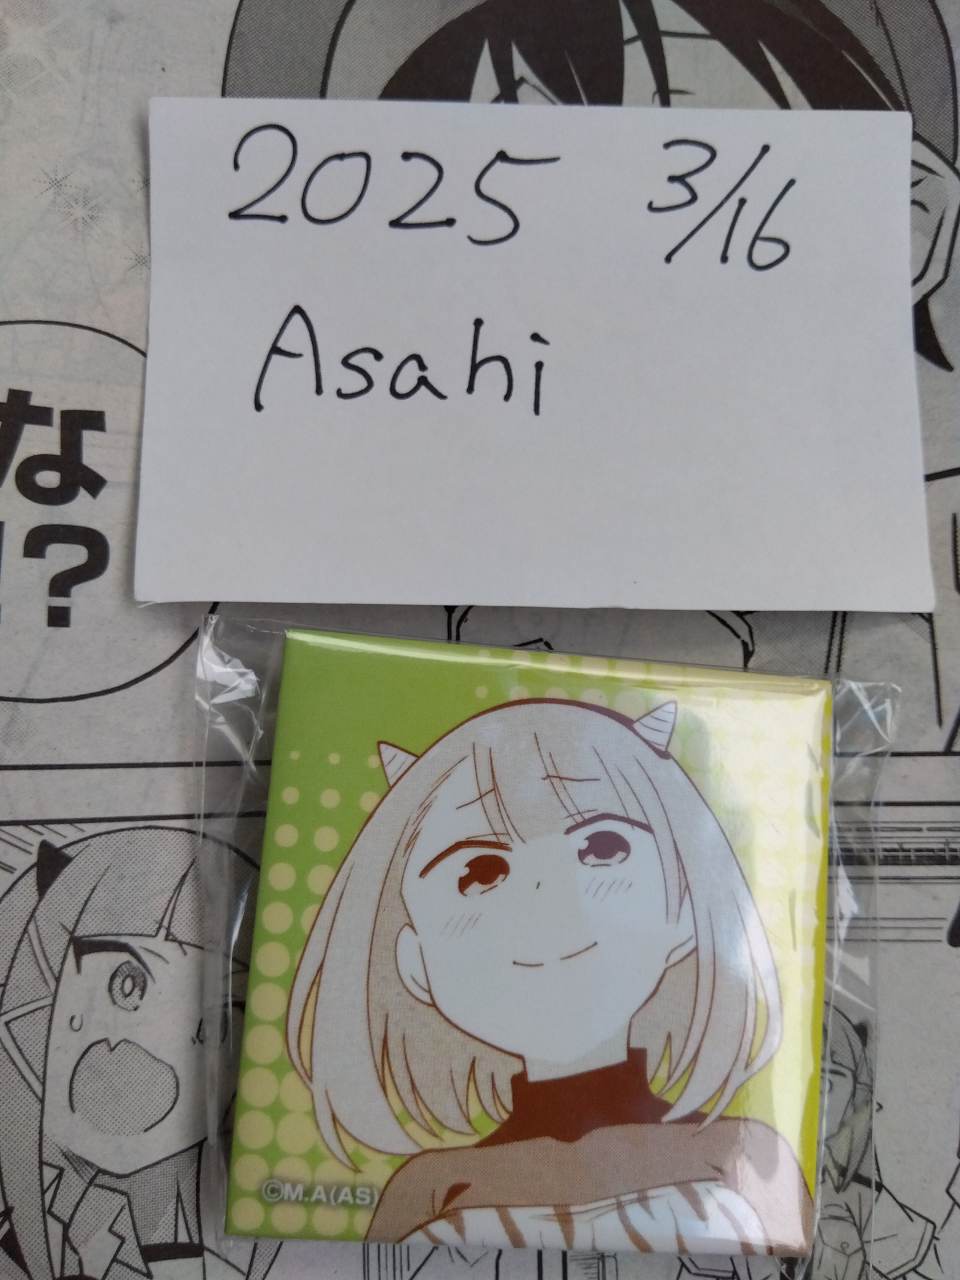 2025 3/16
Asahi
な
!?
©M.A(AS)